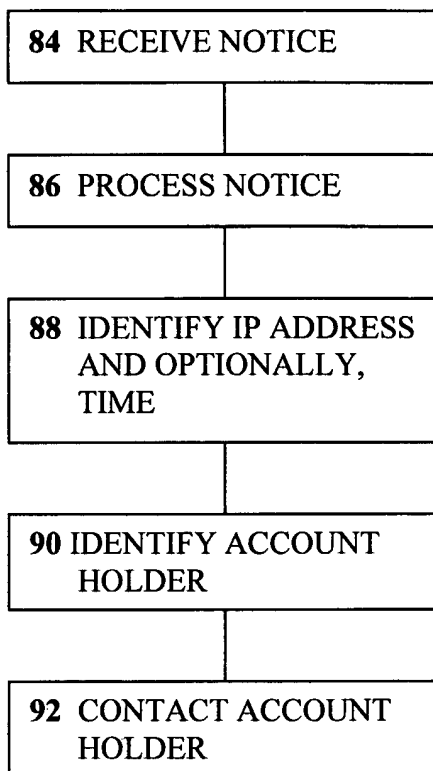 84 RECEIVE NOTICE
86 PROCESS NOTICE
88 IDENTIFY IP ADDRESS
AND OPTIONALLY,
TIME
90 IDENTIFY ACCOUNT
HOLDER
92 CONTACT ACCOUNT
HOLDER